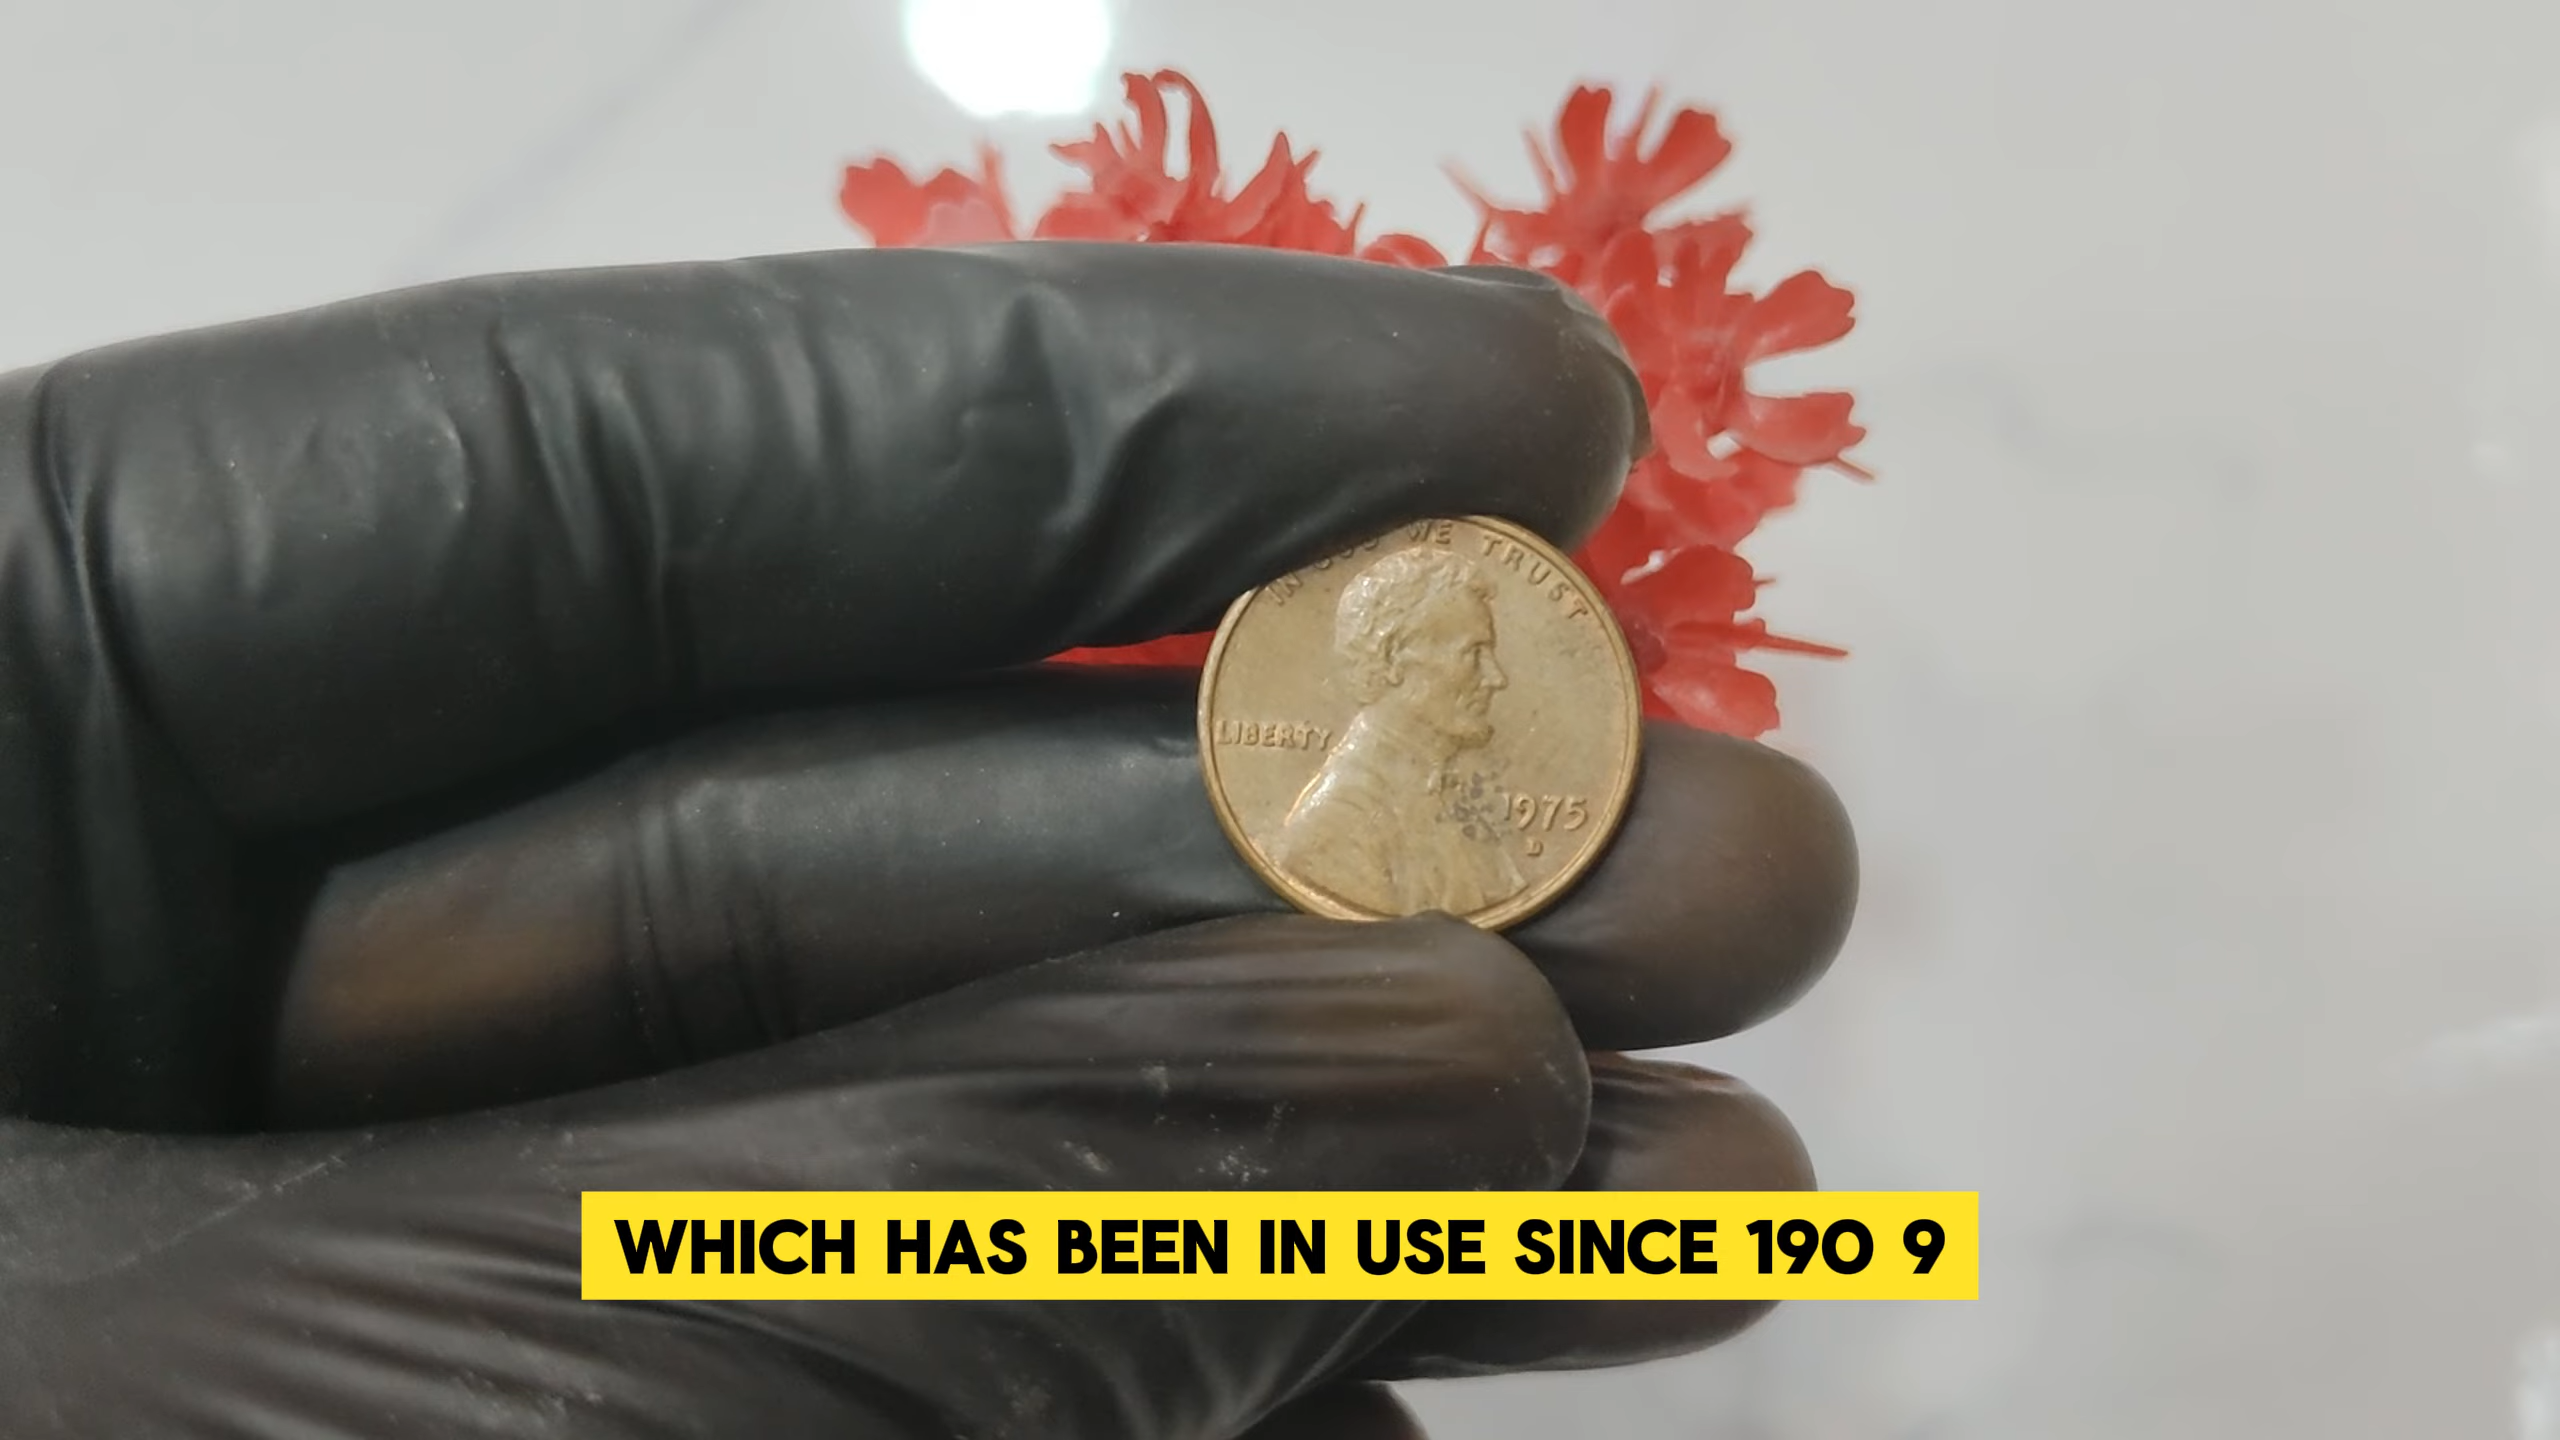 IN GOD WE TRUST
LIBERTY
1975
D
WHICH HAS BEEN IN USE SINCE 190 9